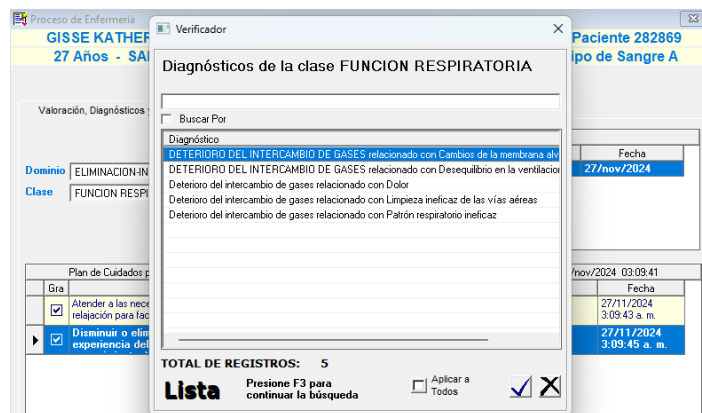 Proceso de Enfermería
GISSE KATHER
Paciente 282869
27 Años - SA
ipo de Sangre A
Verificador
Diagnósticos de la clase FUNCION RESPIRATORIA
Buscar Por
Diagnóstico
DETERIORO DEL INTERCAMBIO DE GASES relacionado con Cambios de la membrana alv
DETERIORO DEL INTERCAMBIO DE GASES relacionado con Desequilibrio en la ventilacion
Deterioro del intercambio de gases relacionado con Dolor
Deterioro del intercambio de gases relacionado con Limpieza ineficaz de las vías aéreas
Deterioro del intercambio de gases relacionado con Patrón respiratorio ineficaz
TOTAL DE REGISTROS: 5
Lista
Presione F3 para
continuar la búsqueda
Aplicar a
Todos
Valoración, Diagnósticos y
Dominio ELIMINACION-IN
Clase FUNCION RESPI
Fecha
27/nov/2024
Plan de Cuidados p
/nov/2024 03:09:41
Gra
Fecha
Atender a las nece
relajación para fac
27/11/2024
3:09:43 a. m.
Disminuir o elim
experiencia del
27/11/2024
3:09:45 a. m.